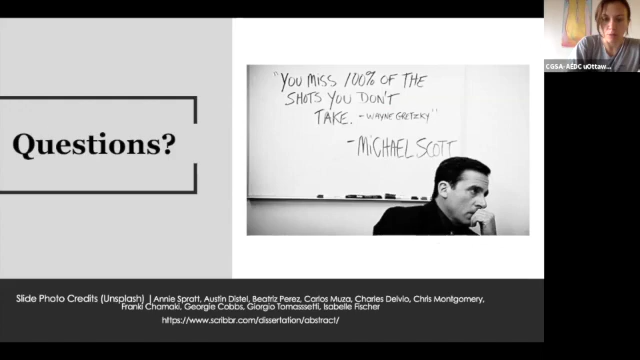 Questions?
"YOU MISS 100% OF THE
SHOTS YOU DON'T
TAKE. - WAYNE GRETZKY"
- MICHAEL SCOTT
Slide Photo Credits (Unsplash) | Annie Spratt, Austin Distel, Beatriz Perez, Carlos Muza, Charles Delvio, Chris Montgomery,
Franki Chamaki, Georgie Cobbs, Giorgio Tomassetti, Isabelle Fischer
https://www.scribbr.com/dissertation/abstract/
CGSA- AÉDC uOttaw...